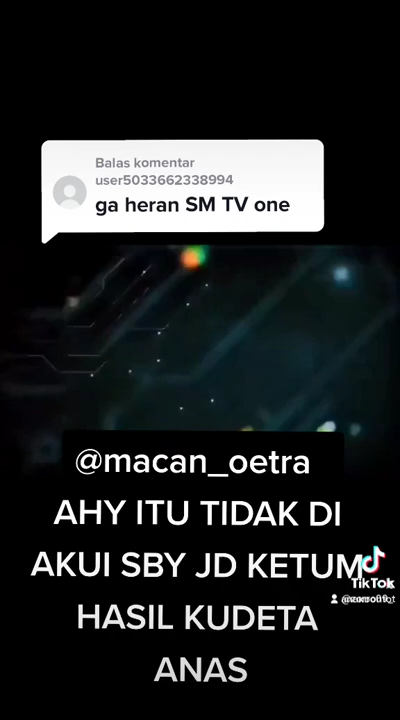 Balas komentar
user5033662338994
ga heran SM TV one
@macan_oetra
AHY ITU TIDAK DI
AKUI SBY JD KETUM
HASIL KUDETA
ANAS
TikTok